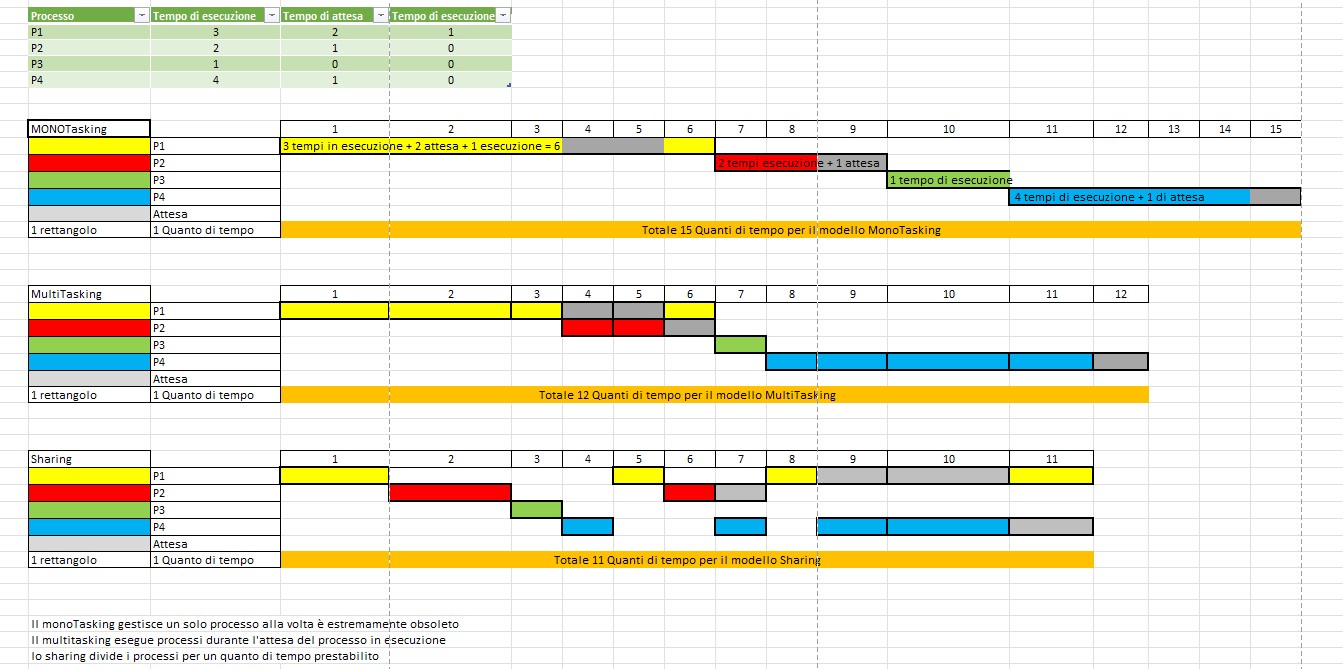 Processo Tempo di esecuzione Tempo di attesa Tempo di esecuzione
P1 3 2 1
P2 2 1 0
P3 1 0 0
P4 4 1 0
MONOTasking 1 2 3 4 5 6 7 8 9 10 11 12 13 14 15
P1 3 tempi in esecuzione + 2 attesa + 1 esecuzione = 6
P2 2 tempi esecuzione + 1 attesa
P3 1 tempo di esecuzione
P4 4 tempi di esecuzione + 1 di attesa
Attesa
1 rettangolo 1 Quanto di tempo Totale 15 Quanti di tempo per il modello MonoTasking
MultiTasking 1 2 3 4 5 6 7 8 9 10 11 12
P1
P2
P3
P4
Attesa
1 rettangolo 1 Quanto di tempo Totale 12 Quanti di tempo per il modello MultiTasking
Sharing 1 2 3 4 5 6 7 8 9 10 11
P1
P2
P3
P4
Attesa
1 rettangolo 1 Quanto di tempo Totale 11 Quanti di tempo per il modello Sharing
Il monoTasking gestisce un solo processo alla volta è estremamente obsoleto
Il multitasking esegue processi durante l'attesa del processo in esecuzione
lo sharing divide i processi per un quanto di tempo prestabilito